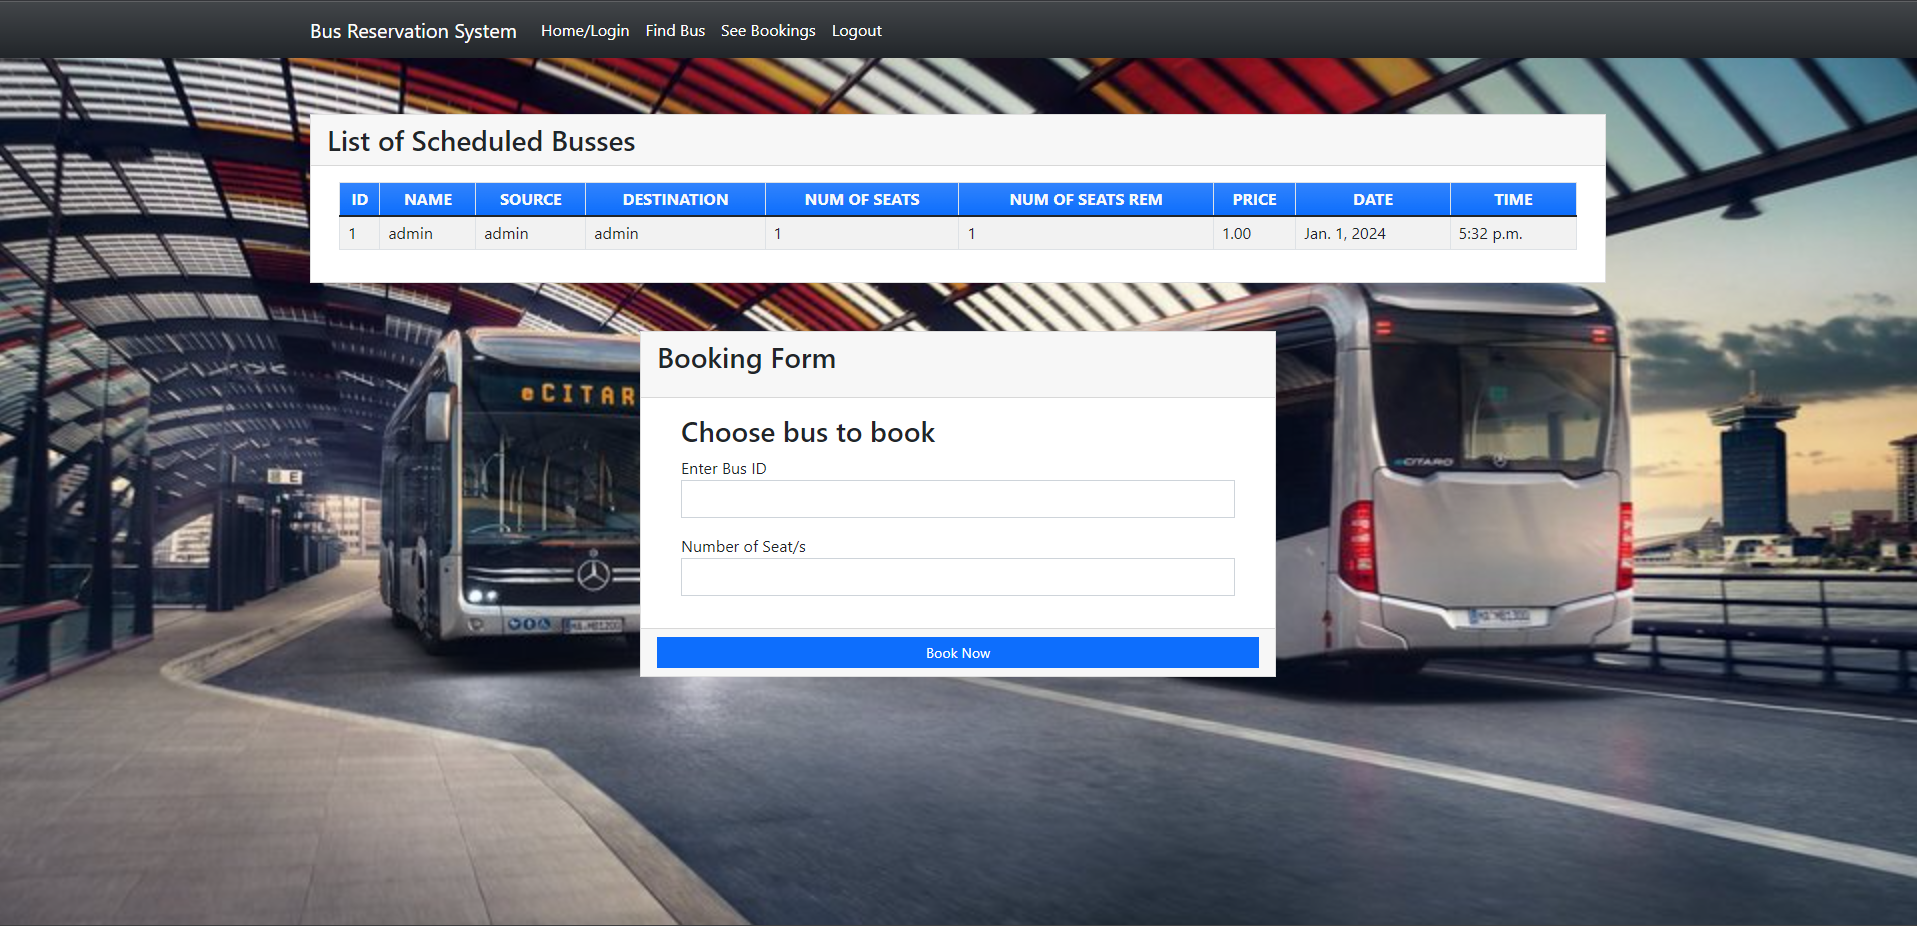 Bus Reservation System Home/Login Find Bus See Bookings Logout
List of Scheduled Busses
ID NAME SOURCE DESTINATION NUM OF SEATS NUM OF SEATS REM PRICE DATE TIME
1 admin admin admin 1 1 1.00 Jan. 1, 2024 5:32 p.m.
Booking Form
eCITAR
Choose bus to book
eCITARO
Enter Bus ID
E
Number of Seat/s
Book Now